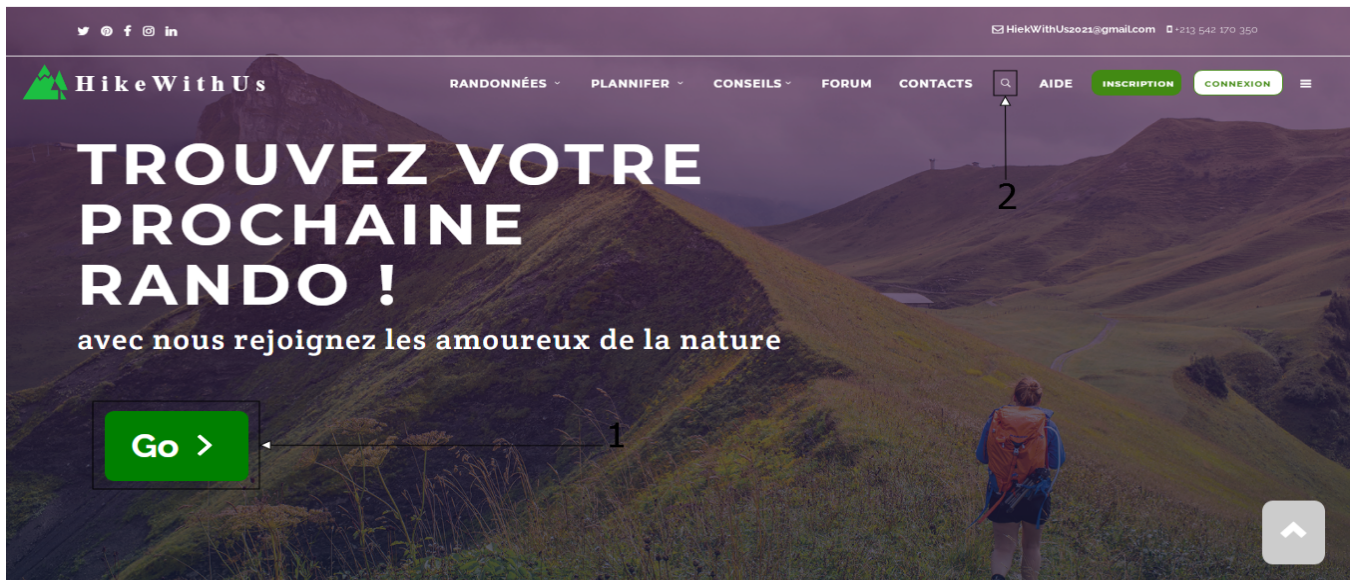 HiekWithUs2021@gmail.com +213 542 170 350
HikeWithUs RANDONNÉES PLANNIFER CONSEILS FORUM CONTACTS AIDE INSCRIPTION CONNEXION
2
TROUVEZ VOTRE
PROCHAINE
RANDO !
avec nous rejoignez les amoureux de la nature
Go >
1